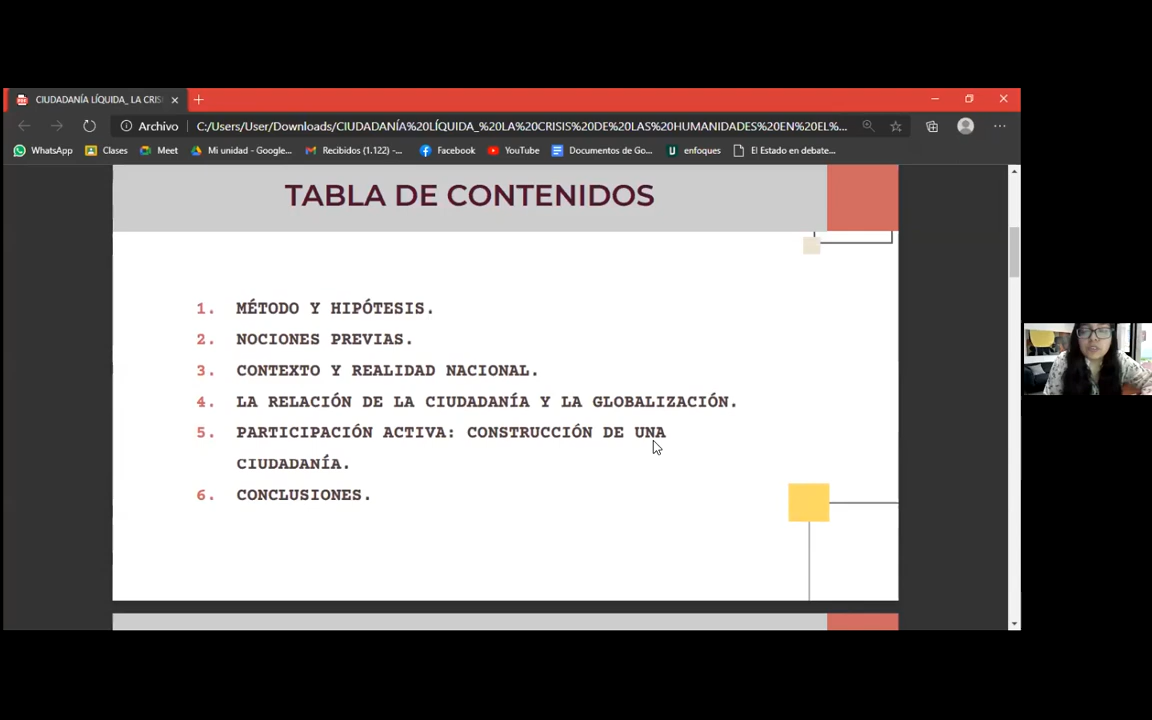 CIUDADANÍA LÍQUIDA_ LA CRIS
Archivo
C:/Users/User/Downloads/CIUDADANÍA%20LÍQUIDA_%20LA%20CRISIS%20DE%20LAS%20HUMANIDADES%20EN%20EL%...
WhatsApp
Clases
Meet
Mi unidad - Google...
Recibidos (1.122) -...
Facebook
YouTube
Documentos de Go...
enfoques
El Estado en debate...
TABLA DE CONTENIDOS
1. MÉTODO Y HIPÓTESIS.
2. NOCIONES PREVIAS.
3. CONTEXTO Y REALIDAD NACIONAL.
4. LA RELACIÓN DE LA CIUDADANÍA Y LA GLOBALIZACIÓN.
5. PARTICIPACIÓN ACTIVA: CONSTRUCCIÓN DE UNA
CIUDADANÍA.
6. CONCLUSIONES.